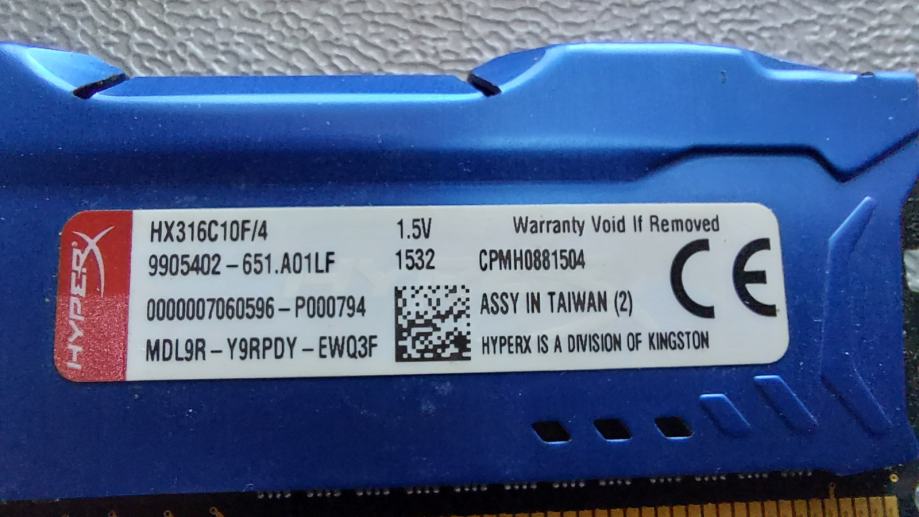 HYPERX
HX316C10F/4 1.5V Warranty Void If Removed
9905402-651.A01LF 1532 CPMH0881504
0000007060596-P000794 ASSY IN TAIWAN (2)
MDL9R-Y9RPDY-EWQ3F HYPERX IS A DIVISION OF KINGSTON
CE